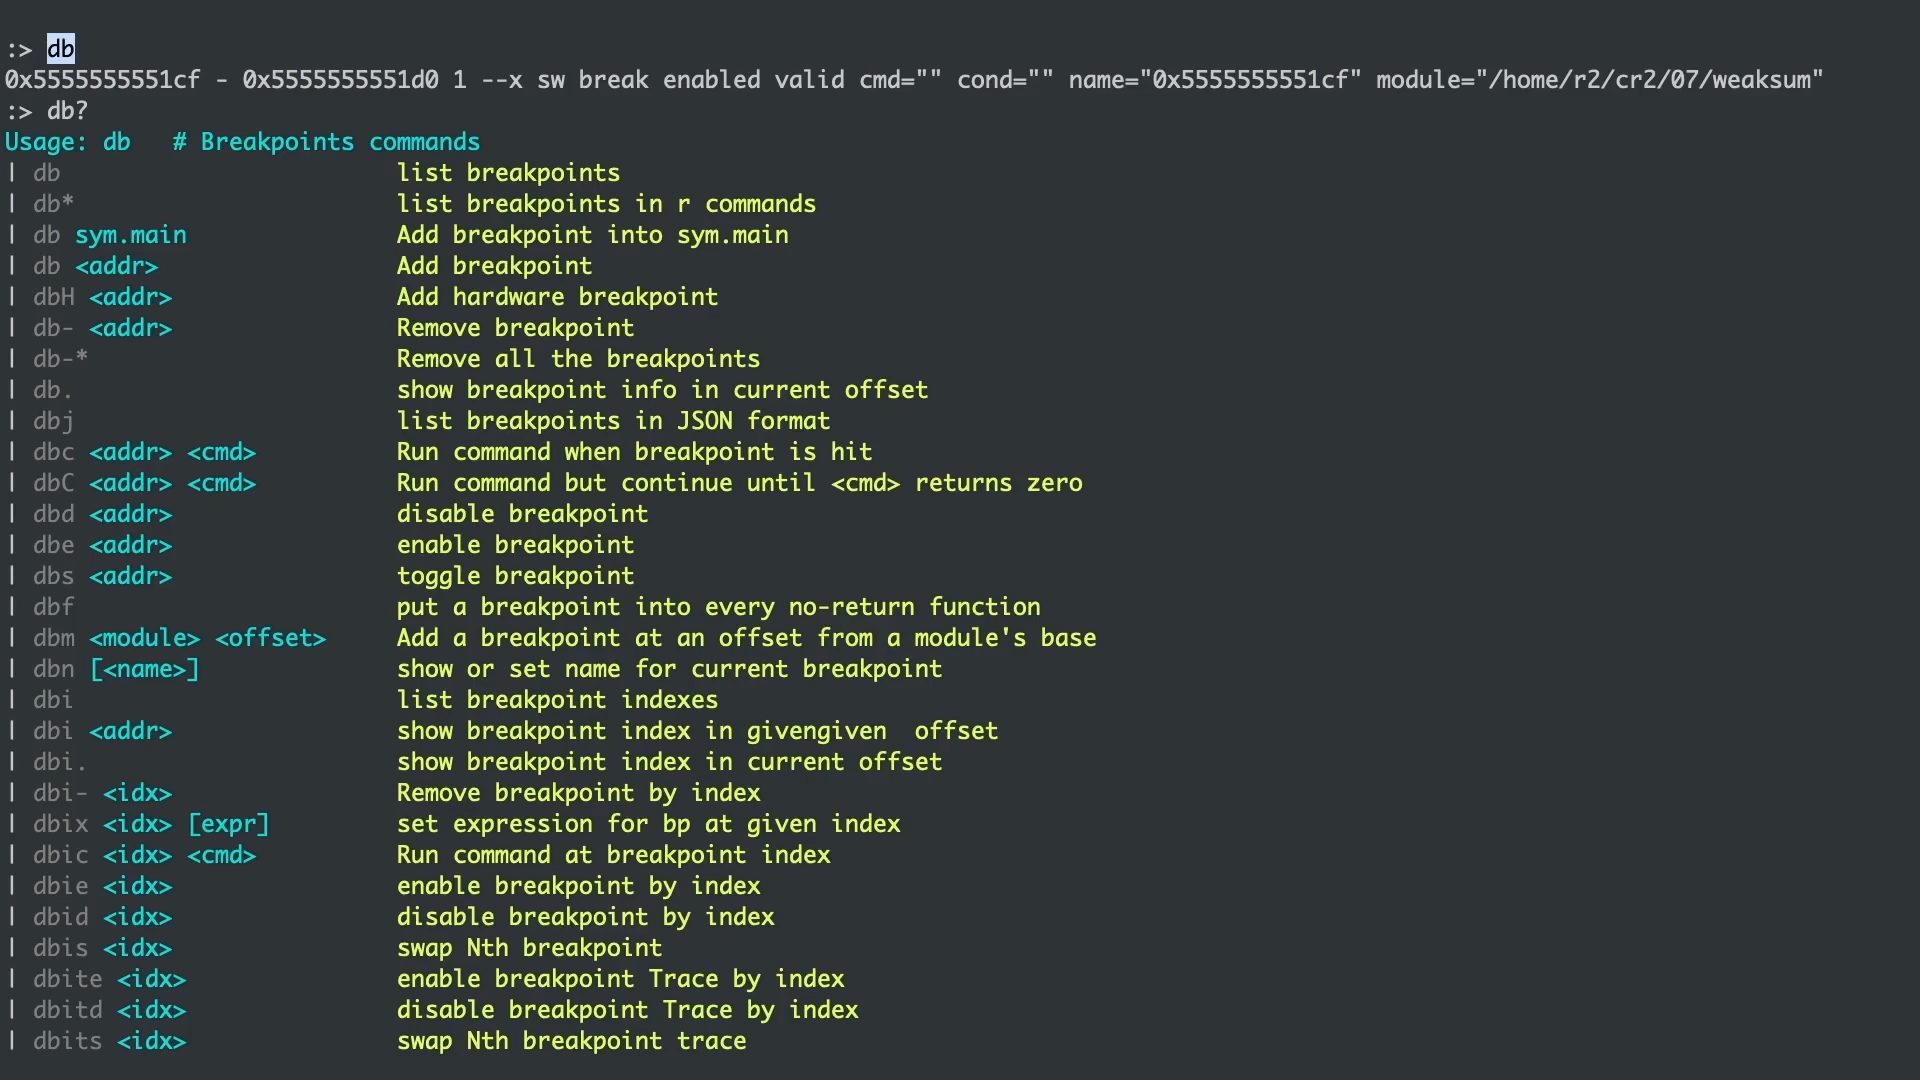 :> db
0x5555555551cf - 0x5555555551d0 1 --x sw break enabled valid cmd="" cond="" name="0x5555555551cf" module="/home/r2/cr2/07/weaksum"
:> db?
Usage: db   # Breakpoints commands
| db                        list breakpoints
| db*                       list breakpoints in r commands
| db sym.main               Add breakpoint into sym.main
| db <addr>                 Add breakpoint
| dbH <addr>                Add hardware breakpoint
| db- <addr>                Remove breakpoint
| db-*                      Remove all the breakpoints
| db.                       show breakpoint info in current offset
| dbj                       list breakpoints in JSON format
| dbc <addr> <cmd>          Run command when breakpoint is hit
| dbC <addr> <cmd>          Run command but continue until <cmd> returns zero
| dbd <addr>                disable breakpoint
| dbe <addr>                enable breakpoint
| dbs <addr>                toggle breakpoint
| dbf                       put a breakpoint into every no-return function
| dbm <module> <offset>     Add a breakpoint at an offset from a module's base
| dbn [<name>]              show or set name for current breakpoint
| dbi                       list breakpoint indexes
| dbi <addr>                show breakpoint index in givengiven  offset
| dbi.                      show breakpoint index in current offset
| dbi- <idx>                Remove breakpoint by index
| dbix <idx> [expr]         set expression for bp at given index
| dbic <idx> <cmd>          Run command at breakpoint index
| dbie <idx>                enable breakpoint by index
| dbid <idx>                disable breakpoint by index
| dbis <idx>                swap Nth breakpoint
| dbite <idx>               enable breakpoint Trace by index
| dbitd <idx>               disable breakpoint Trace by index
| dbits <idx>               swap Nth breakpoint trace